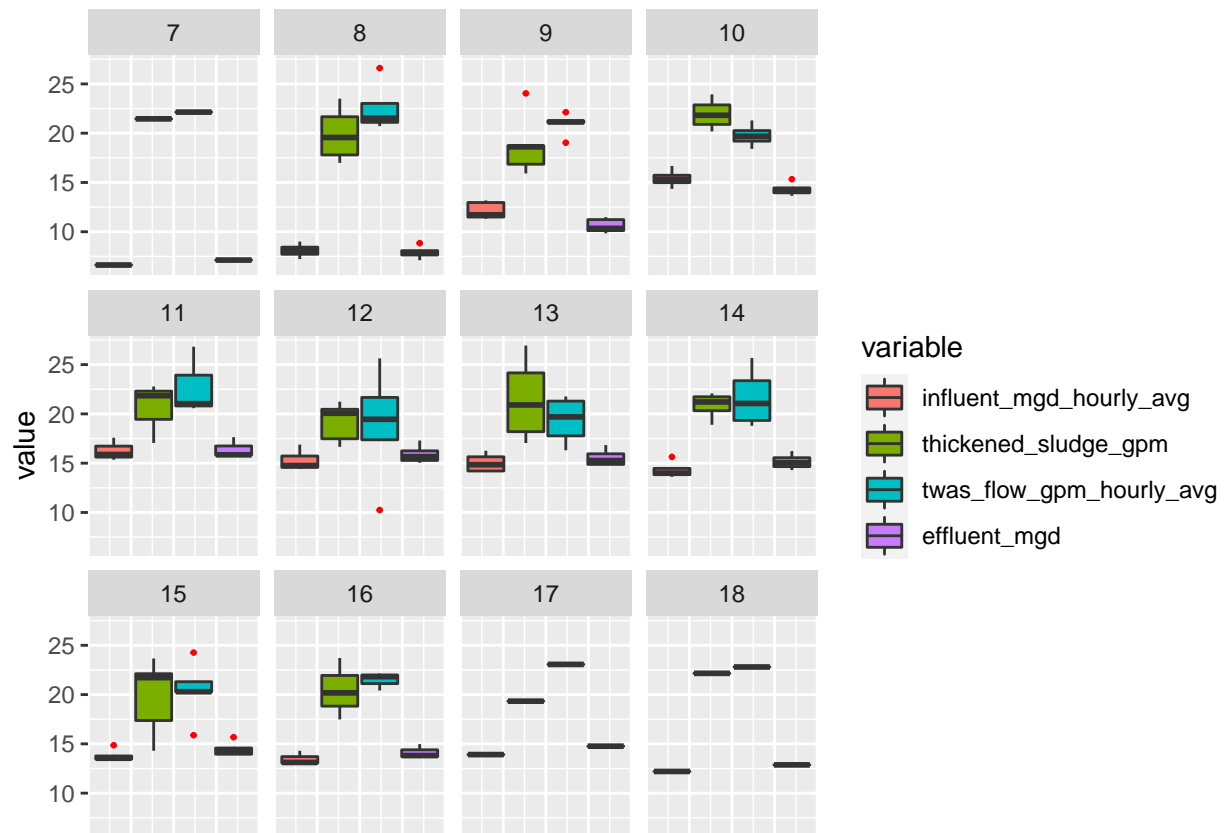 7 8 9 10
25
20
15
10
11 12 13 14
25
20
15
10
value
15 16 17 18
25
20
15
10
variable
influent_mgd_hourly_avg
thickened_sludge_gpm
twas_flow_gpm_hourly_avg
effluent_mgd